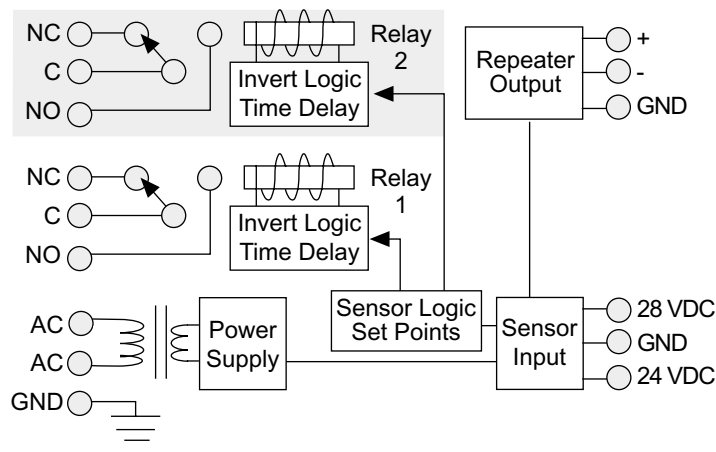 NC
C
NO
Relay
2
Invert Logic
Time Delay
Repeater
Output
+
-
GND
NC
C
NO
Relay
1
Invert Logic
Time Delay
AC
AC
GND
Power
Supply
Sensor Logic
Set Points
Sensor
Input
28 VDC
GND
24 VDC